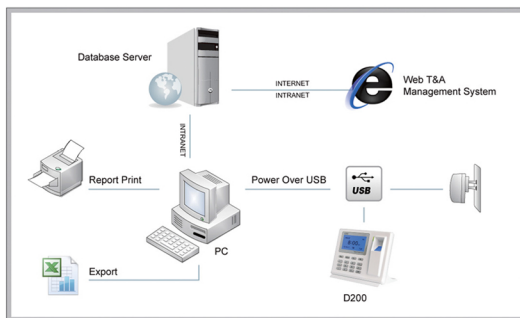 Database Server
INTERNET
INTRANET
Web T&A
Management System
INTRANET
Report Print
Power Over USB
USB
PC
Export
D200